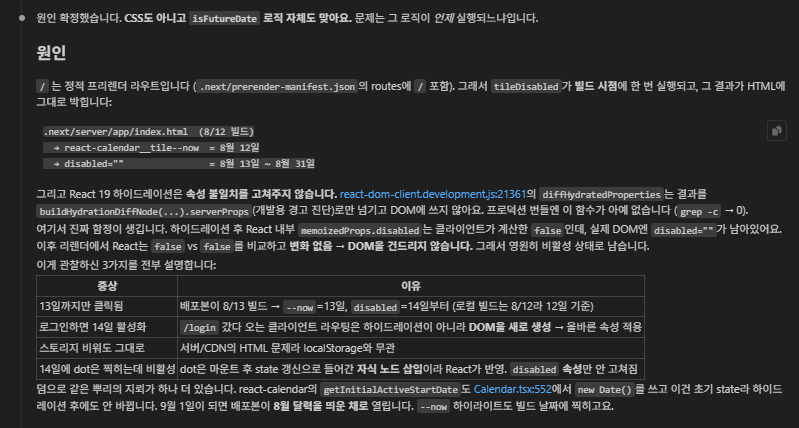 원인 확정했습니다. CSS도 아니고 isFutureDate 로직 자체도 맞아요. 문제는 그 로직이 언제 실행되느냐입니다.
원인
/ 는 정적 프리렌더 라우트입니다 (.next/prerender-manifest.json의 routes에 / 포함). 그래서 tileDisabled가 빌드 시점에 한 번 실행되고, 그 결과가 HTML에
그대로 박힙니다:
.next/server/app/index.html (8/12 빌드)
→ react-calendar__tile--now = 8월 12일
→ disabled="" = 8월 13일 ~ 8월 31일
그리고 React 19 하이드레이션은 속성 불일치를 고쳐주지 않습니다. react-dom-client.development.js:21361의 diffHydratedProperties는 결과를
buildHydrationDiffNode(...).serverProps (개발용 경고 진단)로만 넘기고 DOM에 쓰지 않아요. 프로덕션 번들엔 이 함수가 아예 없습니다 (grep -c → 0).
여기서 진짜 함정이 생깁니다. 하이드레이션 후 React 내부 memoizedProps.disabled는 클라이언트가 계산한 false인데, 실제 DOM엔 disabled=""가 남아있어요.
이후 리렌더에서 React는 false vs false를 비교하고 변화 없음 → DOM을 건드리지 않습니다. 그래서 영원히 비활성 상태로 남습니다.
이게 관찰하신 3가지를 전부 설명합니다:
증상 이유
13일까지만 클릭됨 배포본이 8/13 빌드 → --now=13일, disabled=14일부터 (로컬 빌드는 8/12라 12일 기준)
로그인하면 14일 활성화 /login 갔다 오는 클라이언트 라우팅은 하이드레이션이 아니라 DOM을 새로 생성 → 올바른 속성 적용
스토리지 비워도 그대로 서버/CDN의 HTML 문제라 localStorage와 무관
14일에 dot은 찍히는데 비활성 dot은 마운트 후 state 갱신으로 들어간 자식 노드 삽입이라 React가 반영. disabled 속성만 안 고쳐짐
덤으로 같은 뿌리의 지뢰가 하나 더 있습니다. react-calendar의 getInitialActiveStartDate도 Calendar.tsx:552에서 new Date()를 쓰고 이건 초기 state라 하이드
레이션 후에도 안 바뀝니다. 9월 1일이 되면 배포본이 8월 달력을 띄운 채로 열립니다. --now 하이라이트도 빌드 날짜에 찍히고요.